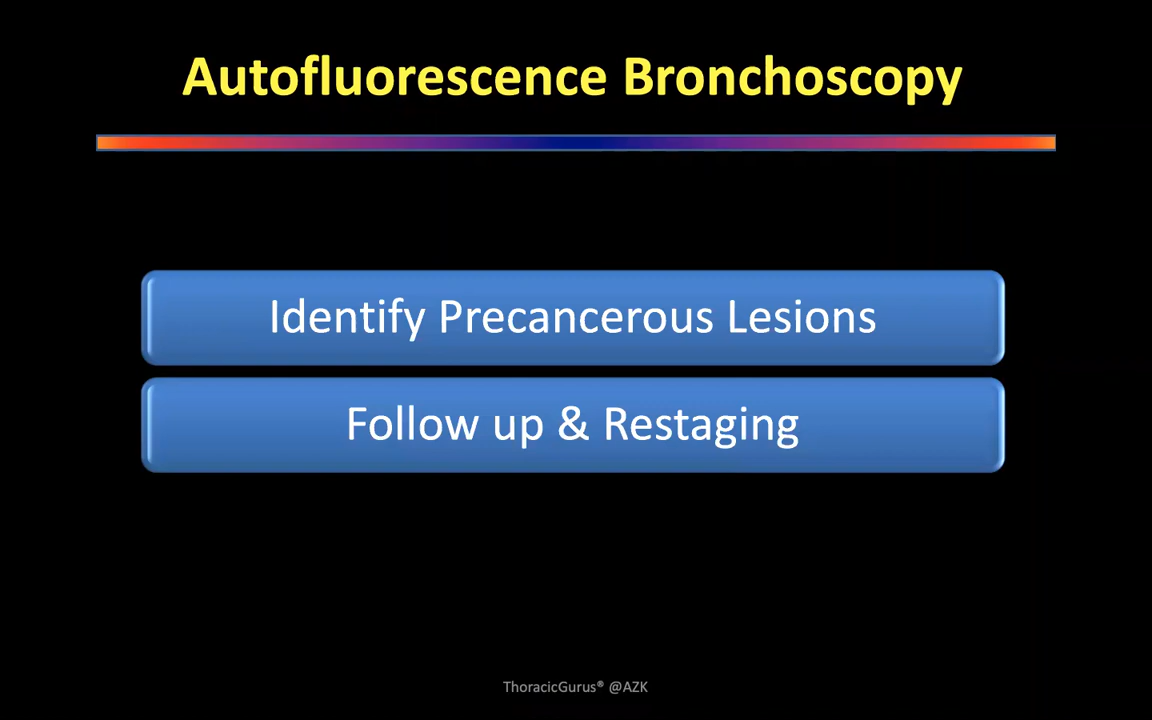 Autofluorescence Bronchoscopy
Identify Precancerous Lesions
Follow up & Restaging
ThoracicGurus® @AZK